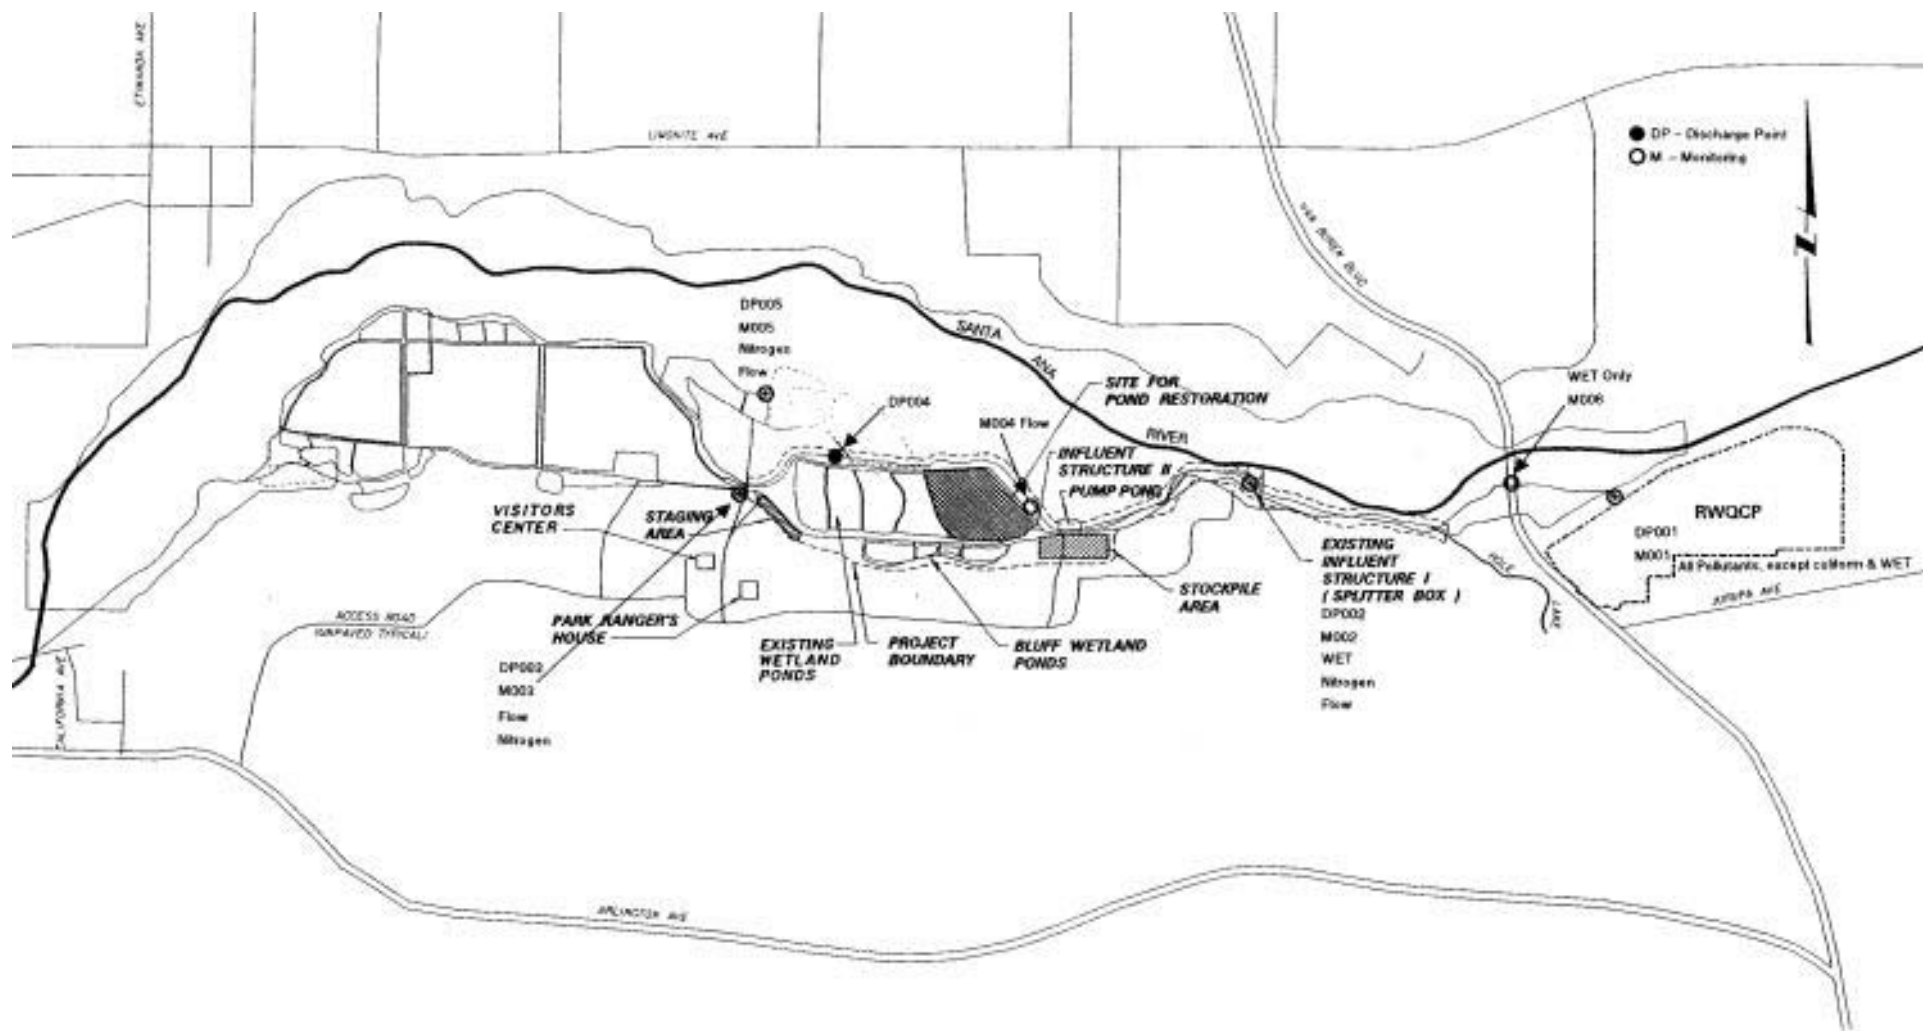 ETIWANDA AVE
LIMONITE AVE
VAN BUREN BLVD
DP - Discharge Point
M - Monitoring
DP005
M005
Nitrogen
Flow
DP004
SANTA
ANA
RIVER
SITE FOR
POND RESTORATION
M004 Flow
INFLUENT
STRUCTURE II
PUMP POND
WET Only
M006
RWQCP
DP001
M001
All Pollutants, except coliform & WET
JURUPA AVE
HOLE
LAKE
VISITORS
CENTER
STAGING
AREA
EXISTING
INFLUENT
STRUCTURE I
( SPLITTER BOX )
DP002
M002
WET
Nitrogen
Flow
STOCKPILE
AREA
ACCESS ROAD
(UNPAVED TYPICAL)
PARK RANGER'S
HOUSE
EXISTING
WETLAND
PONDS
PROJECT
BOUNDARY
BLUFF WETLAND
PONDS
DP003
M003
Flow
Nitrogen
CALIFORNIA AVE
ARLINGTON AVE